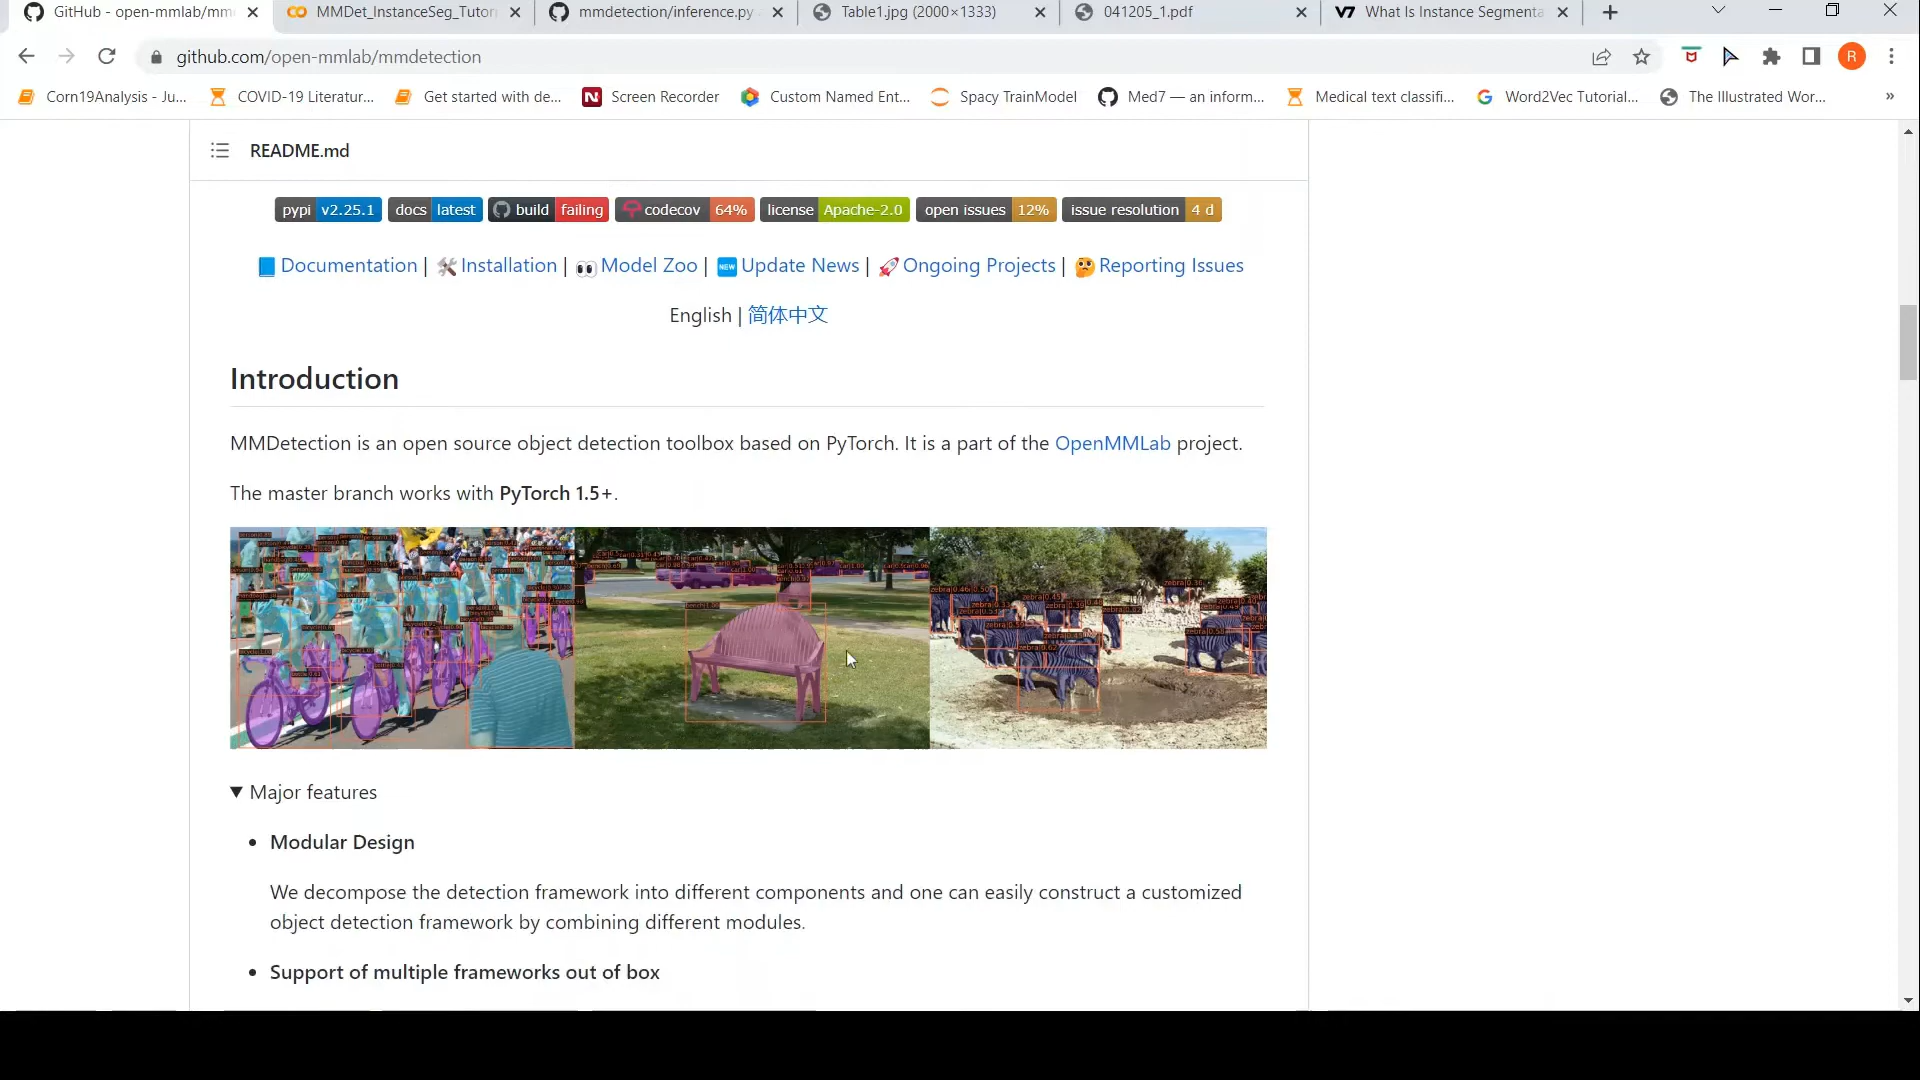 GitHub - open-mmlab/mm
MMDet_InstanceSeg_Tutor
mmdetection/inference.py
Table1.jpg (2000×1333)
041205_1.pdf
What Is Instance Segmenta
github.com/open-mmlab/mmdetection
R
Corn19Analysis - Ju...
COVID-19 Literatur...
Get started with de...
Screen Recorder
Custom Named Ent...
Spacy TrainModel
Med7 — an inform...
Medical text classifi...
Word2Vec Tutorial...
The Illustrated Wor...
»
README.md
pypi v2.25.1 docs latest build failing codecov 64% license Apache-2.0 open issues 12% issue resolution 4 d
Documentation | Installation | Model Zoo | NEW Update News | Ongoing Projects | Reporting Issues
English | 简体中文
Introduction
MMDetection is an open source object detection toolbox based on PyTorch. It is a part of the OpenMMLab project.
The master branch works with PyTorch 1.5+.
Major features
• Modular Design
We decompose the detection framework into different components and one can easily construct a customized
object detection framework by combining different modules.
• Support of multiple frameworks out of box